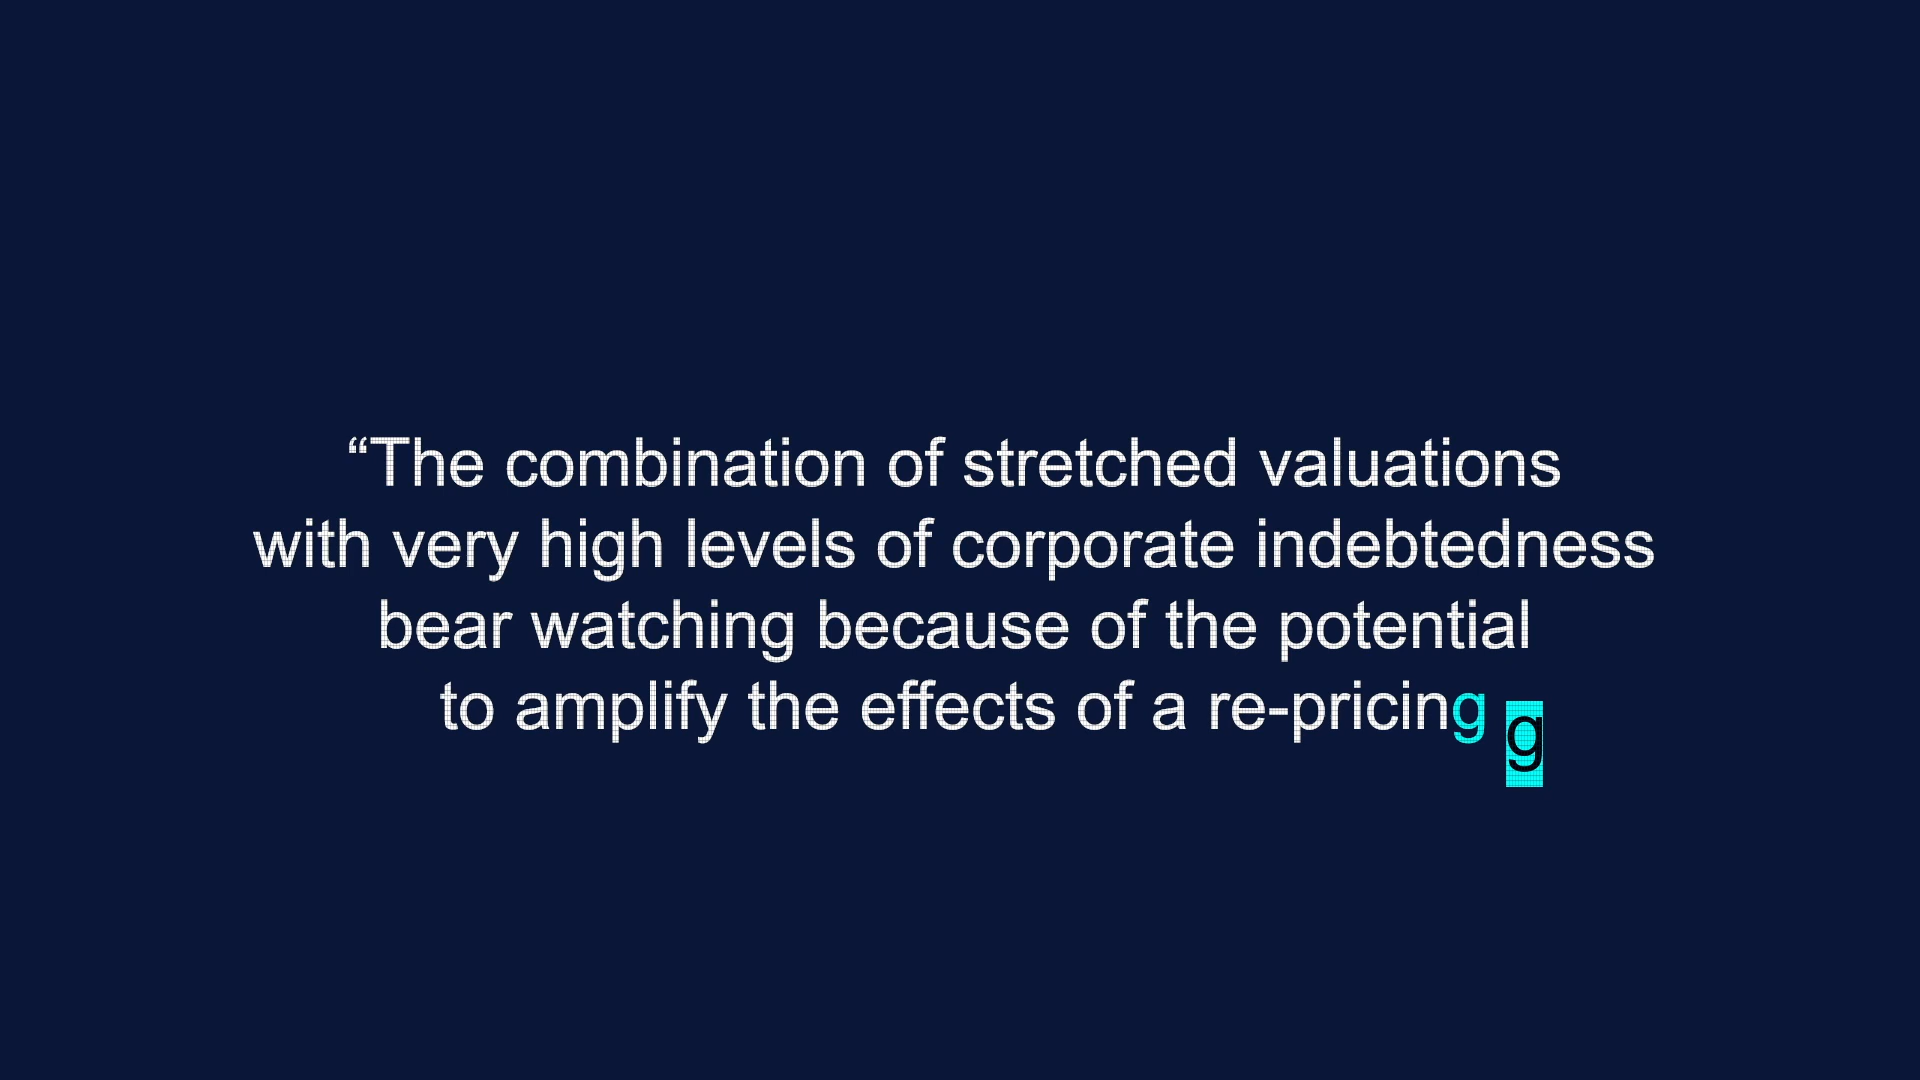 “The combination of stretched valuations
with very high levels of corporate indebtedness
bear watching because of the potential
to amplify the effects of a re-pricing g